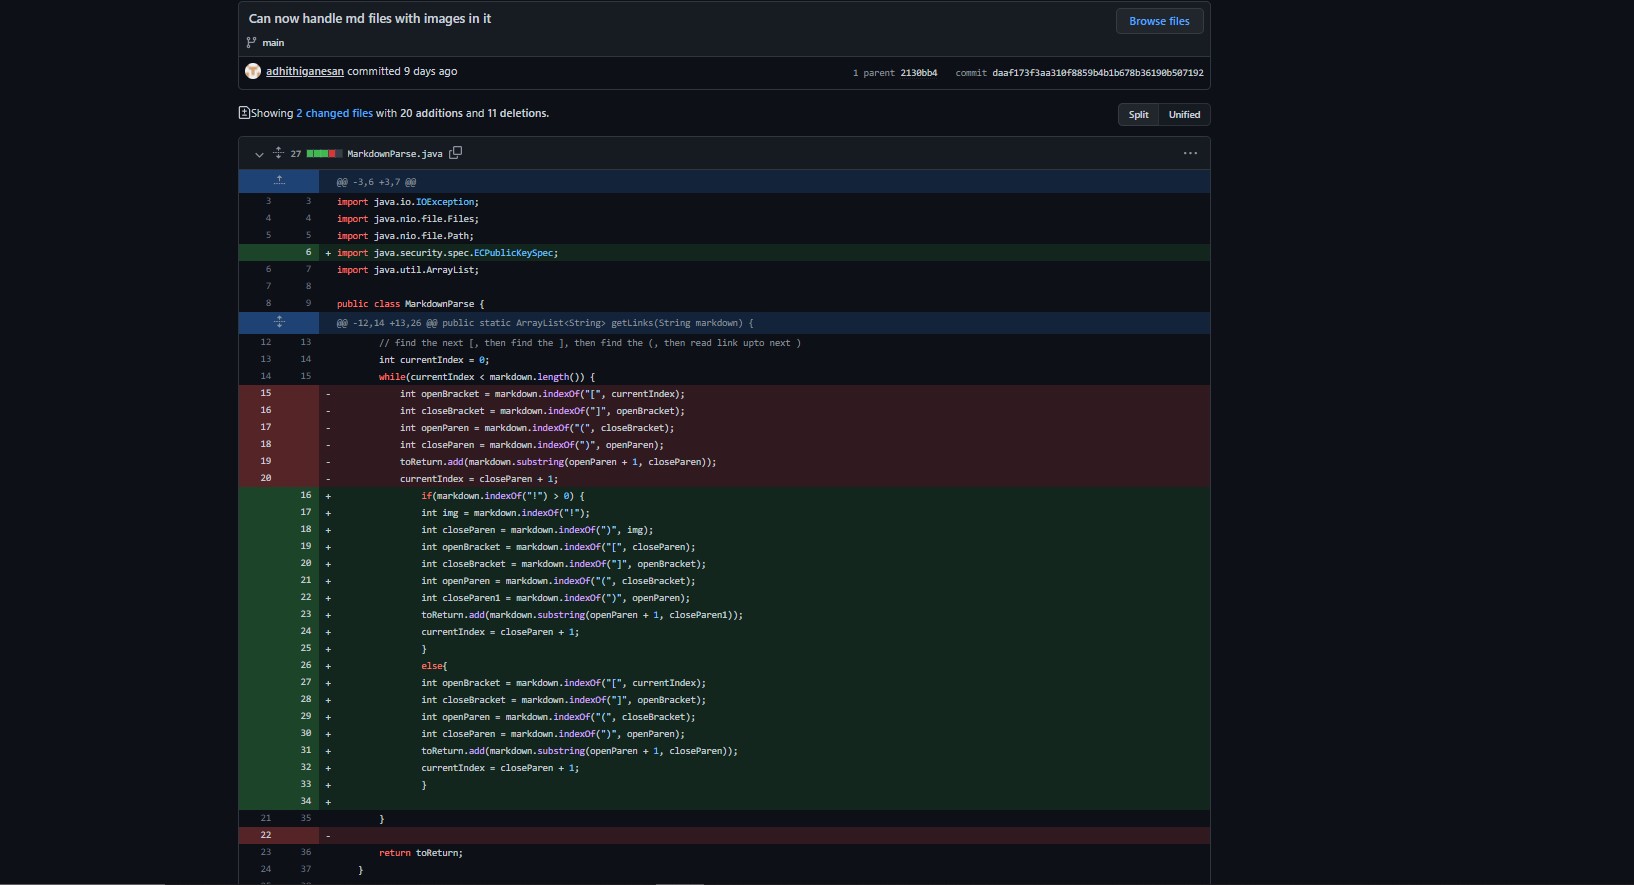 Can now handle md files with images in it
Browse files
main
adhithiganesan committed 9 days ago
1 parent 2130bb4 commit daaf173f3aa310f8859b4b1b678b36190b507192
Showing 2 changed files with 20 additions and 11 deletions.
Split Unified
27 MarkdownParse.java
@@ -3,6 +3,7 @@
3 3 import java.io.IOException;
4 4 import java.nio.file.Files;
5 5 import java.nio.file.Path;
6 + import java.security.spec.ECPublicKeySpec;
6 7 import java.util.ArrayList;
7 8
8 9 public class MarkdownParse {
@@ -12,14 +13,26 @@ public static ArrayList<String> getLinks(String markdown) {
12 13 // find the next [, then find the ], then find the (, then read link upto next )
13 14 int currentIndex = 0;
14 15 while(currentIndex < markdown.length()) {
15 - int openBracket = markdown.indexOf("[", currentIndex);
16 - int closeBracket = markdown.indexOf("]", openBracket);
17 - int openParen = markdown.indexOf("(", closeBracket);
18 - int closeParen = markdown.indexOf(")", openParen);
19 - toReturn.add(markdown.substring(openParen + 1, closeParen));
20 - currentIndex = closeParen + 1;
16 + if(markdown.indexOf("!") > 0) {
17 + int img = markdown.indexOf("!");
18 + int closeParen = markdown.indexOf(")", img);
19 + int openBracket = markdown.indexOf("[", closeParen);
20 + int closeBracket = markdown.indexOf("]", openBracket);
21 + int openParen = markdown.indexOf("(", closeBracket);
22 + int closeParen1 = markdown.indexOf(")", openParen);
23 + toReturn.add(markdown.substring(openParen + 1, closeParen1));
24 + currentIndex = closeParen + 1;
25 + }
26 + else{
27 + int openBracket = markdown.indexOf("[", currentIndex);
28 + int closeBracket = markdown.indexOf("]", openBracket);
29 + int openParen = markdown.indexOf("(", closeBracket);
30 + int closeParen = markdown.indexOf(")", openParen);
31 + toReturn.add(markdown.substring(openParen + 1, closeParen));
32 + currentIndex = closeParen + 1;
33 + }
34 +
21 35 }
22 -
23 36 return toReturn;
24 37 }